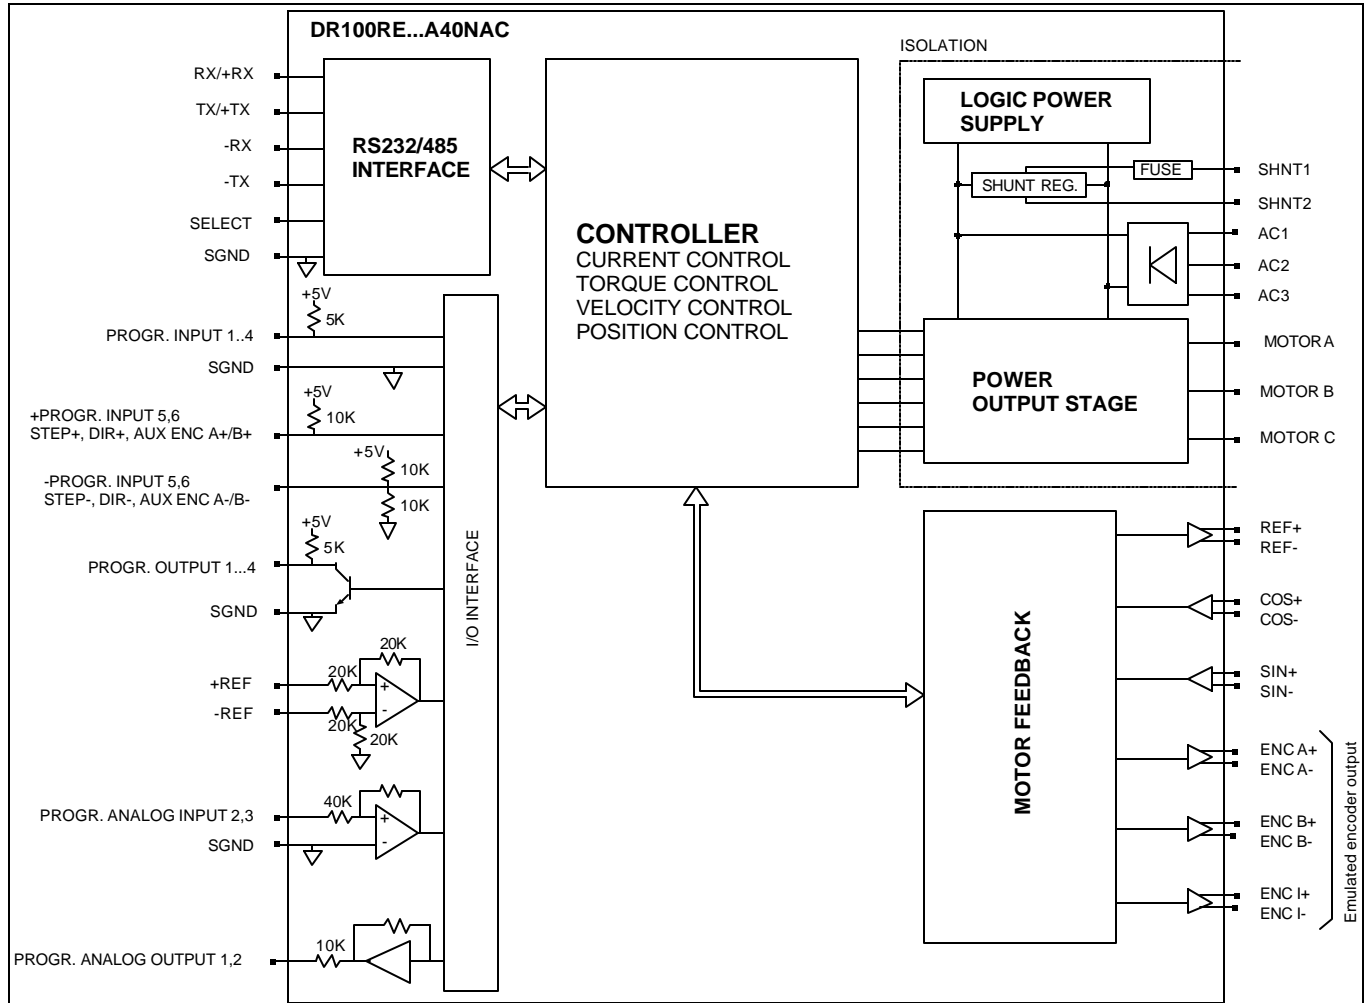 DR100RE...A40NAC
ISOLATION
RX/+RX
TX/+TX
-RX
-TX
SELECT
SGND
RS232/485
INTERFACE
+5V
5K
PROGR. INPUT 1..4
SGND
+5V
10K
+PROGR. INPUT 5,6
STEP+, DIR+, AUX ENC A+/B+
+5V
10K
-PROGR. INPUT 5,6
STEP-, DIR-, AUX ENC A-/B-
10K
+5V
5K
PROGR. OUTPUT 1...4
SGND
20K
20K
+REF
+
-REF
-
20K
20K
40K
PROGR. ANALOG INPUT 2,3
+
SGND
-
10K
PROGR. ANALOG OUTPUT 1,2
I/O INTERFACE
CONTROLLER
CURRENT CONTROL
TORQUE CONTROL
VELOCITY CONTROL
POSITION CONTROL
LOGIC POWER
SUPPLY
SHUNT REG.
FUSE
SHNT1
SHNT2
AC1
AC2
AC3
POWER
OUTPUT STAGE
MOTOR A
MOTOR B
MOTOR C
MOTOR FEEDBACK
REF+
REF-
COS+
COS-
SIN+
SIN-
ENC A+
ENC A-
ENC B+
ENC B-
ENC I+
ENC I-
Emulated encoder output